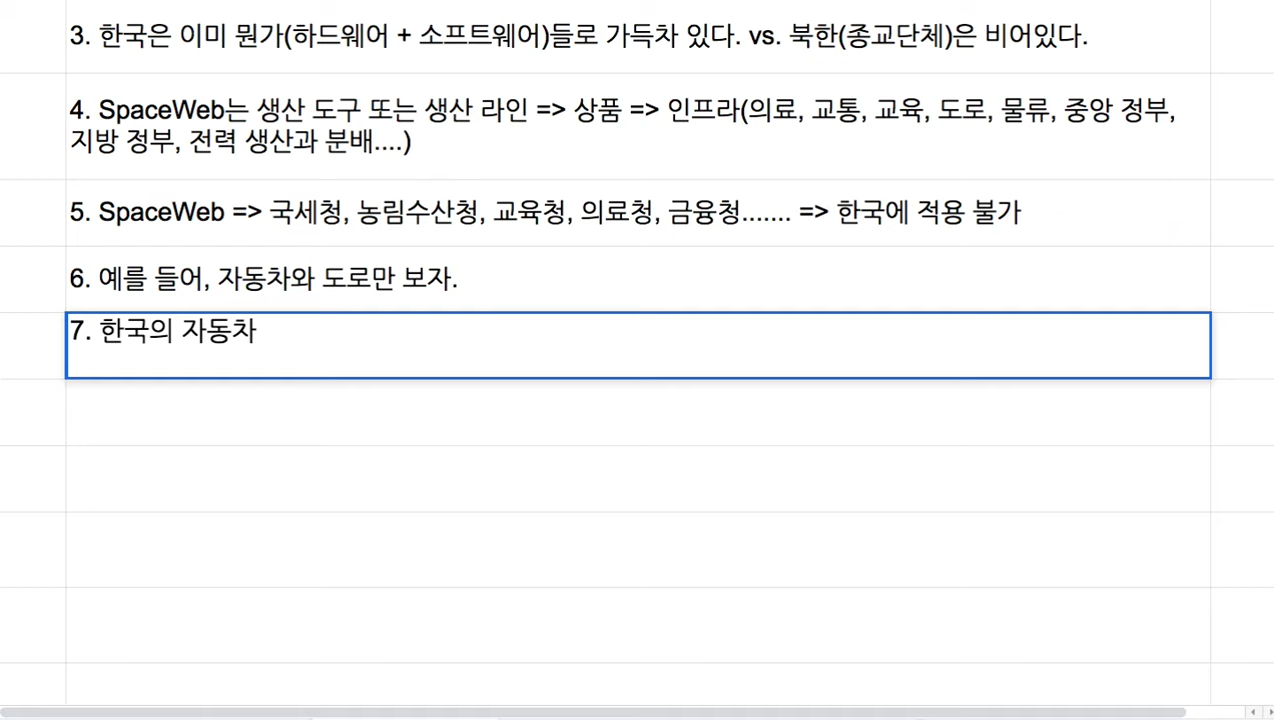 3. 한국은 이미 뭔가(하드웨어 + 소프트웨어)들로 가득차 있다. vs. 북한(종교단체)은 비어있다.
4. SpaceWeb는 생산 도구 또는 생산 라인 => 상품 => 인프라(의료, 교통, 교육, 도로, 물류, 중앙 정부,
지방 정부, 전력 생산과 분배....)
5. SpaceWeb => 국세청, 농림수산청, 교육청, 의료청, 금융청....... => 한국에 적용 불가
6. 예를 들어, 자동차와 도로만 보자.
7. 한국의 자동차